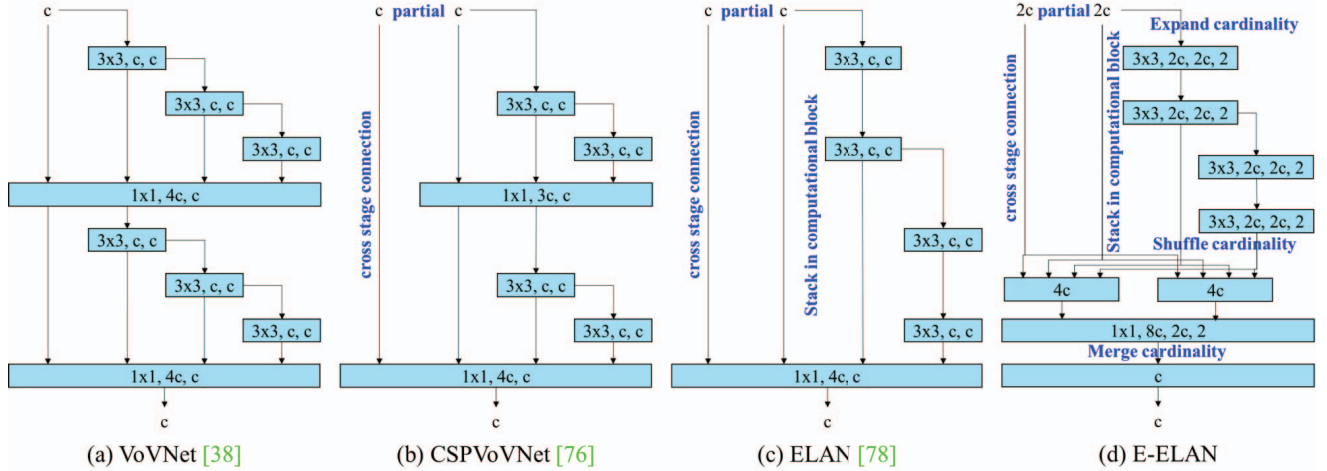 c
3x3, c, c
3x3, c, c
3x3, c, c
1x1, 4c, c
3x3, c, c
3x3, c, c
3x3, c, c
1x1, 4c, c
c
(a) VoVNet [38]
c partial c
cross stage connection
3x3, c, c
3x3, c, c
1x1, 3c, c
3x3, c, c
3x3, c, c
1x1, 4c, c
c
(b) CSPVoVNet [76]
c partial c
cross stage connection
Stack in computational block
3x3, c, c
3x3, c, c
3x3, c, c
3x3, c, c
1x1, 4c, c
c
(c) ELAN [78]
2c partial 2c
Expand cardinality
cross stage connection
Stack in computational block
3x3, 2c, 2c, 2
3x3, 2c, 2c, 2
3x3, 2c, 2c, 2
3x3, 2c, 2c, 2
Shuffle cardinality
4c 4c
1x1, 8c, 2c, 2
Merge cardinality
c
c
(d) E-ELAN